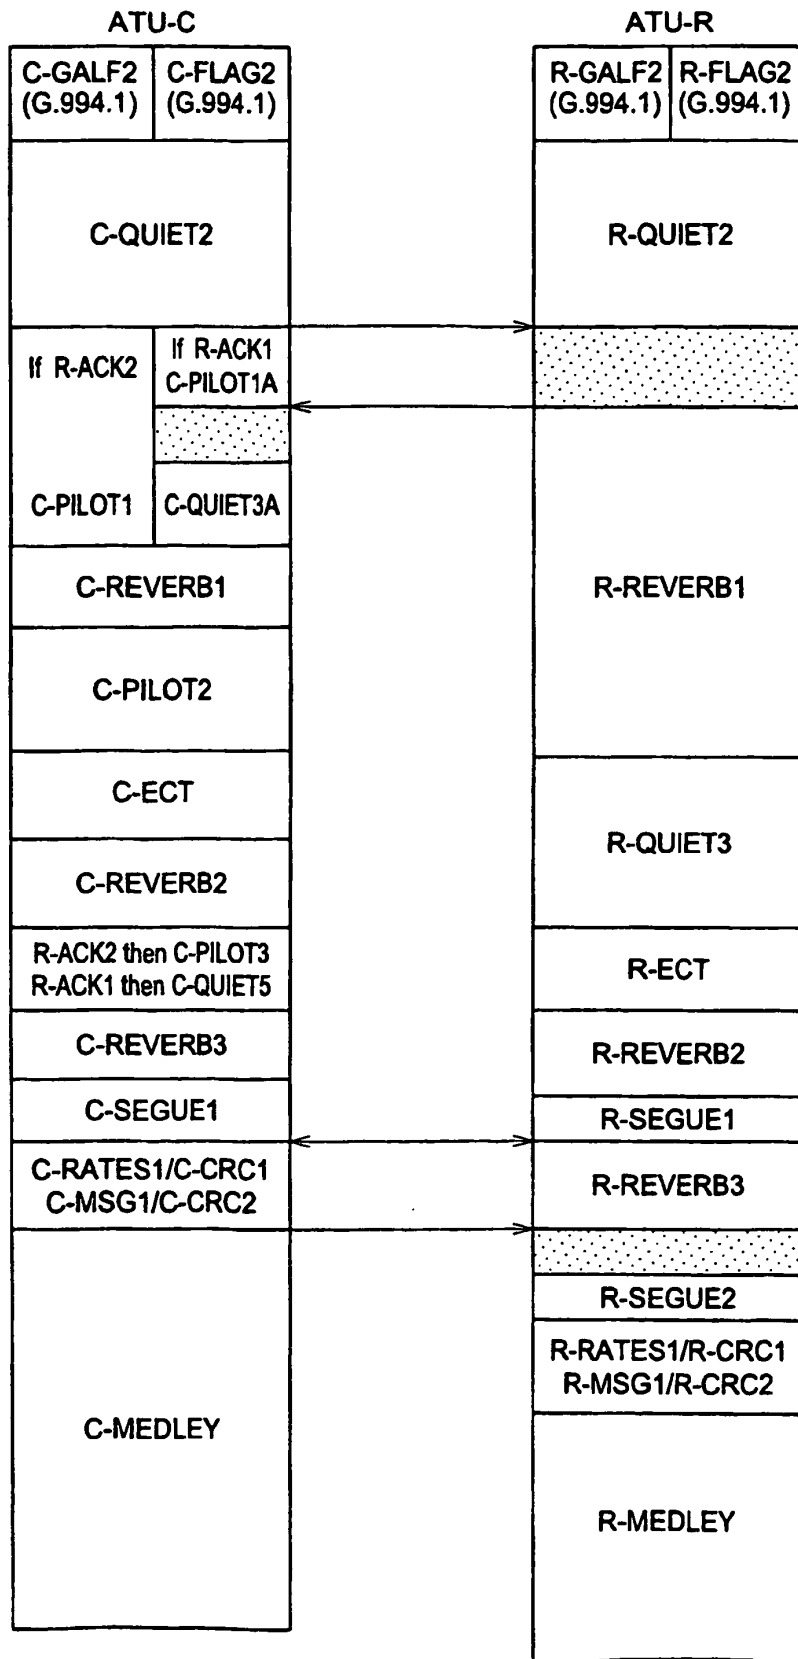 ATU-C
C-GALF2
(G.994.1)
C-FLAG2
(G.994.1)
C-QUIET2
If R-ACK2
C-PILOT1
If R-ACK1
C-PILOT1A
C-QUIET3A
C-REVERB1
C-PILOT2
C-ECT
C-REVERB2
R-ACK2 then C-PILOT3
R-ACK1 then C-QUIET5
C-REVERB3
C-SEGUE1
C-RATES1/C-CRC1
C-MSG1/C-CRC2
C-MEDLEY
ATU-R
R-GALF2
(G.994.1)
R-FLAG2
(G.994.1)
R-QUIET2
R-REVERB1
R-QUIET3
R-ECT
R-REVERB2
R-SEGUE1
R-REVERB3
R-SEGUE2
R-RATES1/R-CRC1
R-MSG1/R-CRC2
R-MEDLEY